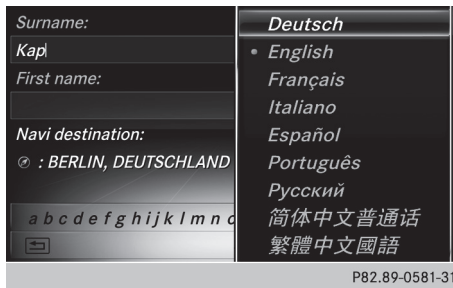 Surname:
Kap
First name:
Navi destination:
: BERLIN, DEUTSCHLAND
a b c d e f g h i j k l m n
Deutsch
English
Français
Italiano
Español
Português
Русский
简体中文普通话
繁體中文國語
P82.89-0581-31